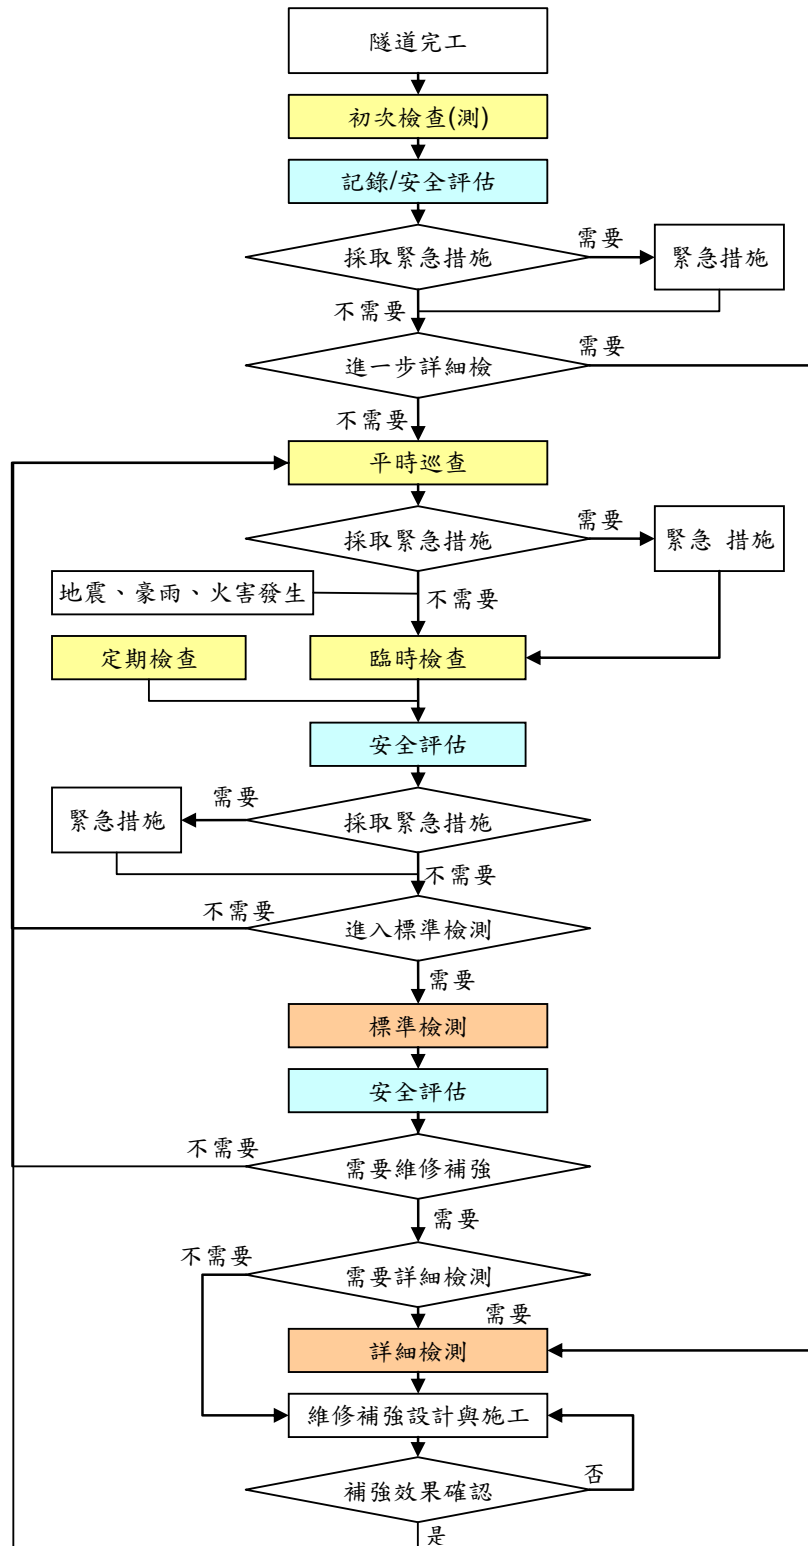 隧道完工
初次檢查(測)
記錄/安全評估
採取緊急措施
需要
緊急措施
不需要
進一步詳細檢
需要
不需要
平時巡查
採取緊急措施
需要
緊急 措施
地震、豪雨、火害發生
不需要
定期檢查
臨時檢查
安全評估
緊急措施
需要
採取緊急措施
不需要
不需要
進入標準檢測
需要
標準檢測
安全評估
不需要
需要維修補強
需要
不需要
需要詳細檢測
需要
詳細檢測
維修補強設計與施工
補強效果確認
否
是